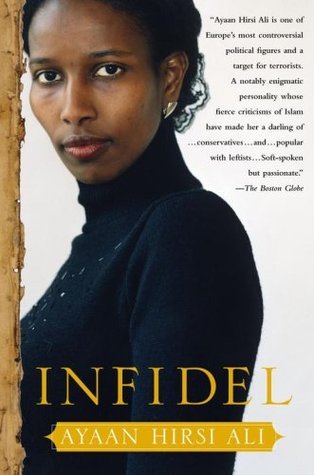 “Ayaan Hirsi Ali is one of
Europe’s most controversial
political figures and a
target for terrorists.
A notably enigmatic
personality whose
fierce criticisms of Islam
have made her a darling of
…conservatives…and…popular
with leftists…Soft-spoken
but passionate.”
—The Boston Globe
INFIDEL
AYAAN HIRSI ALI